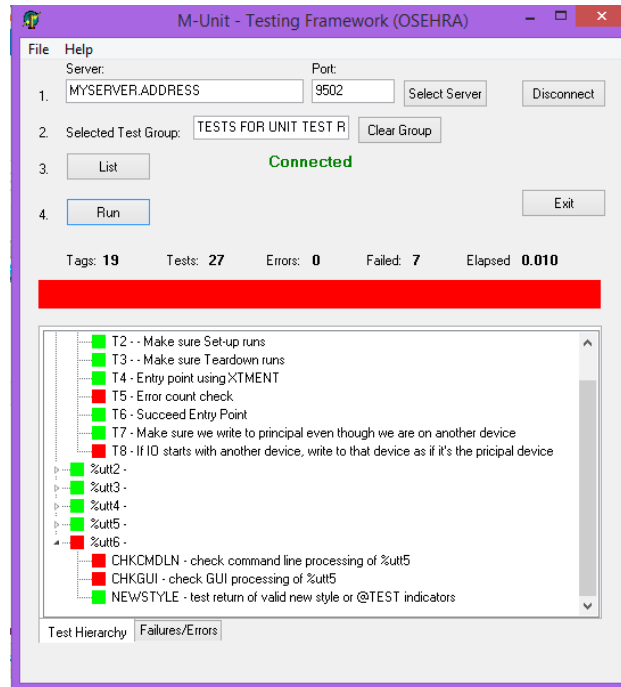 M-Unit - Testing Framework (OSEHRA)
File Help
Server: Port:
1. MYSERVER.ADDRESS 9502 Select Server Disconnect
2. Selected Test Group: TESTS FOR UNIT TEST R Clear Group
3. List Connected
Exit
4. Run
Tags: 19 Tests: 27 Errors: 0 Failed: 7 Elapsed 0.010
T2 - - Make sure Set-up runs
T3 - - Make sure Teardown runs
T4 - Entry point using XTMENT
T5 - Error count check
T6 - Succeed Entry Point
T7 - Make sure we write to principal even though we are on another device
T8 - If IO starts with another device, write to that device as if it's the pricipal device
%utt2 -
%utt3 -
%utt4 -
%utt5 -
%utt6 -
CHKCMDLN - check command line processing of %utt5
CHKGUI - check GUI processing of %utt5
NEWSTYLE - test return of valid new style or @TEST indicators
Test Hierarchy Failures/Errors